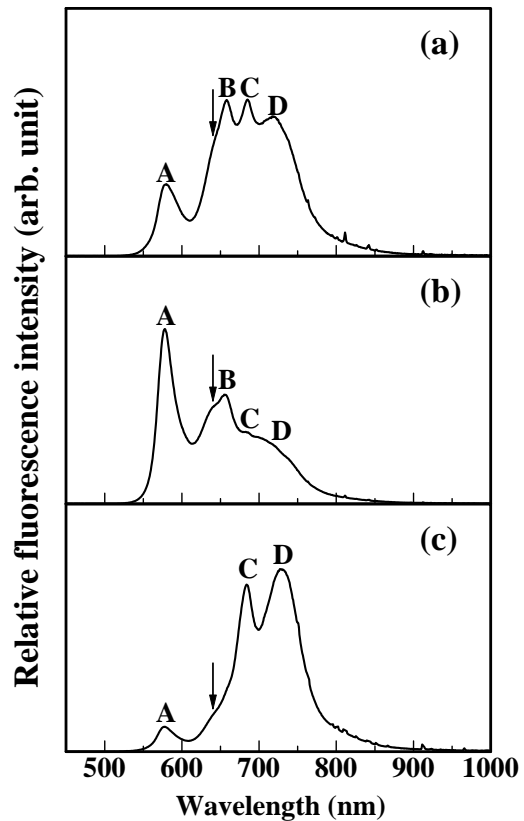 (a)
B C
D
A
(b)
A
B
C D
(c)
C D
A
500 600 700 800 900 1000
Wavelength (nm)
Relative fluorescence intensity (arb. unit)